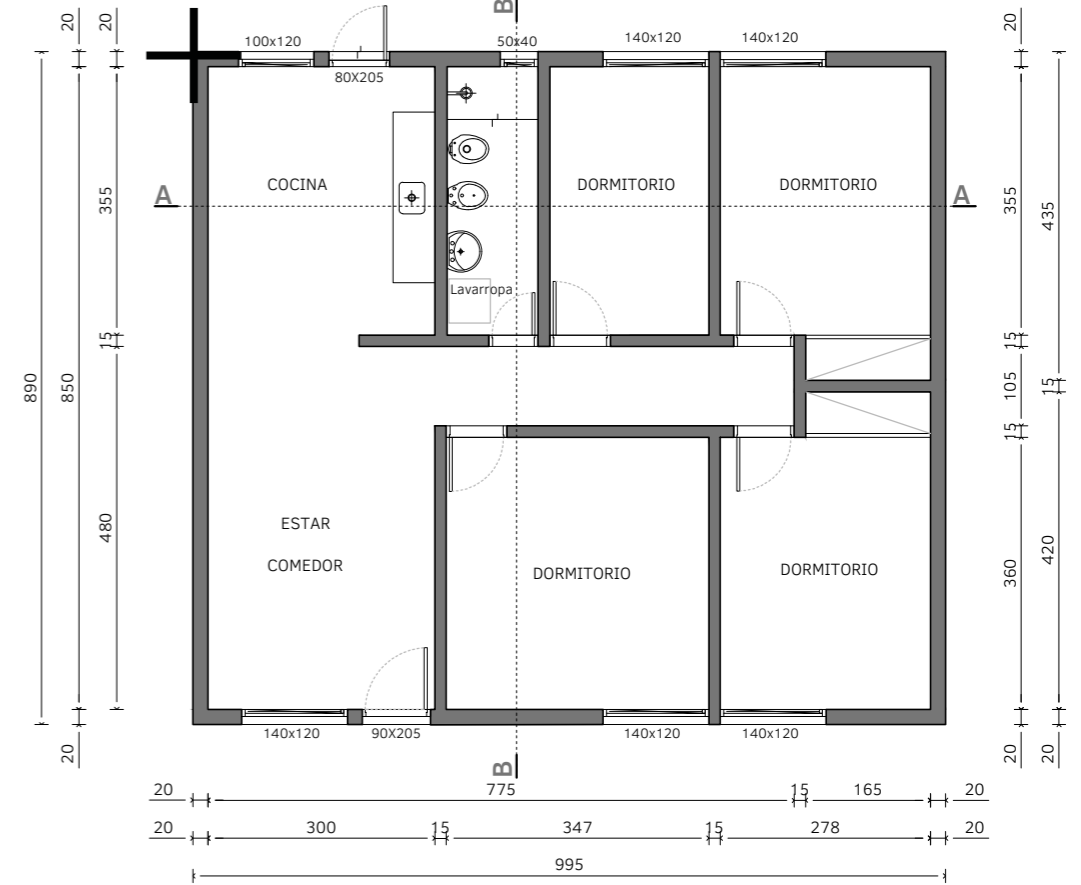 B
20
20
20
100x120
50x40
140x120
140x120
80X205
COCINA
DORMITORIO
DORMITORIO
A
A
355
355
435
Lavarropa
15
15
890
850
105
15
15
480
ESTAR
COMEDOR
DORMITORIO
DORMITORIO
360
420
140x120
90X205
140x120
140x120
20
20
20
B
20
775
15
165
20
20
300
15
347
15
278
20
995